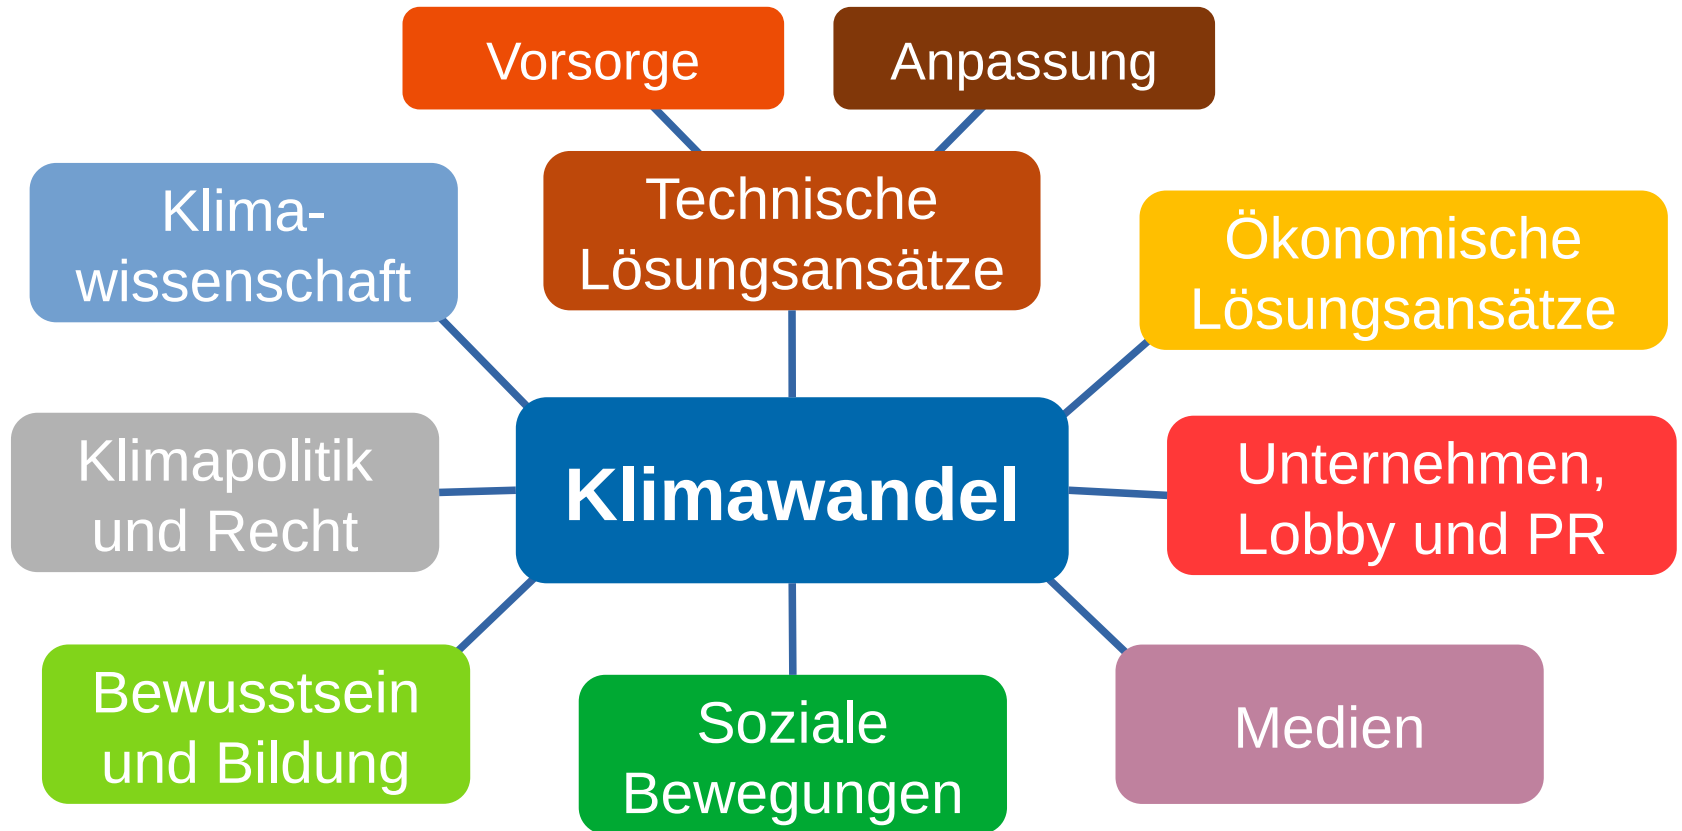 Vorsorge
Anpassung
Klima-
wissenschaft
Technische
Lösungsansätze
Ökonomische
Lösungsansätze
Klimapolitik
und Recht
Klimawandel
Unternehmen,
Lobby und PR
Bewusstsein
und Bildung
Soziale
Bewegungen
Medien